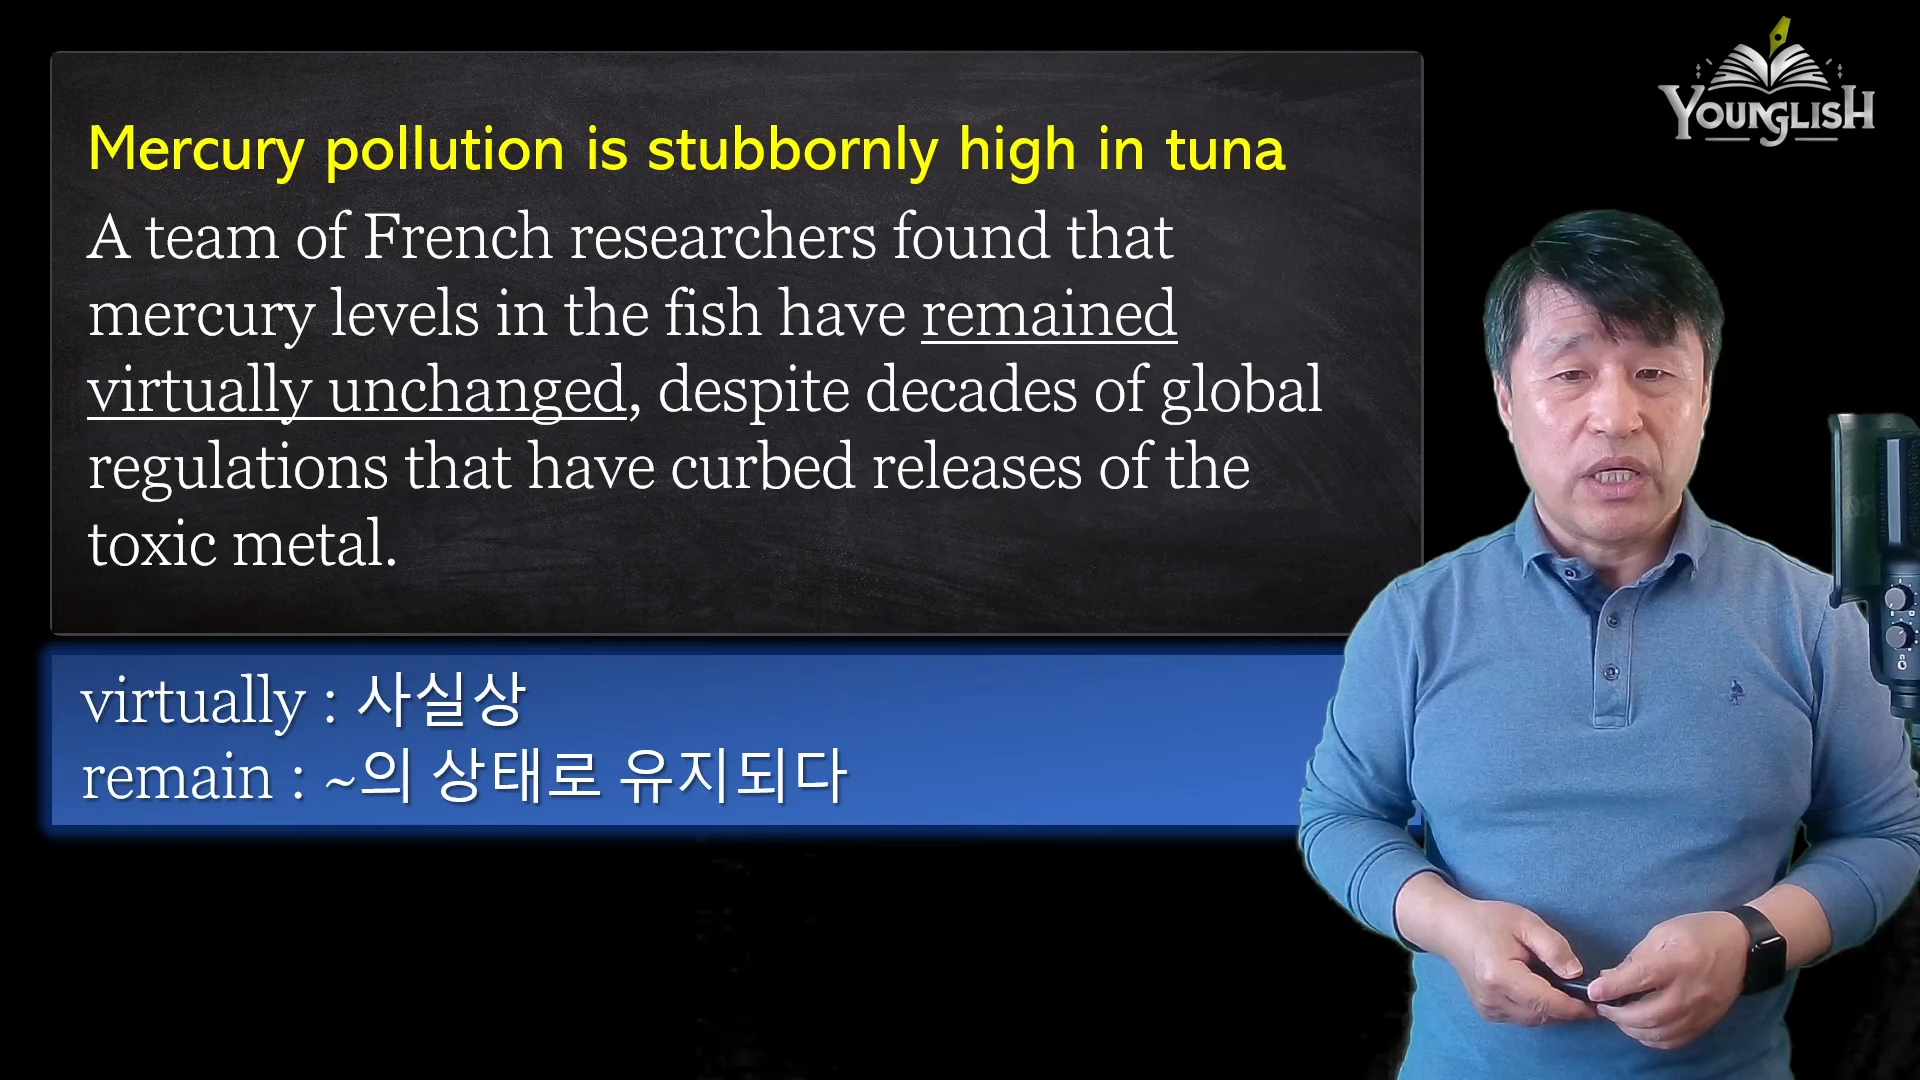 YOUNGLISH
Mercury pollution is stubbornly high in tuna
A team of French researchers found that
mercury levels in the fish have remained
virtually unchanged, despite decades of global
regulations that have curbed releases of the
toxic metal.
virtually : 사실상
remain : ~의 상태로 유지되다